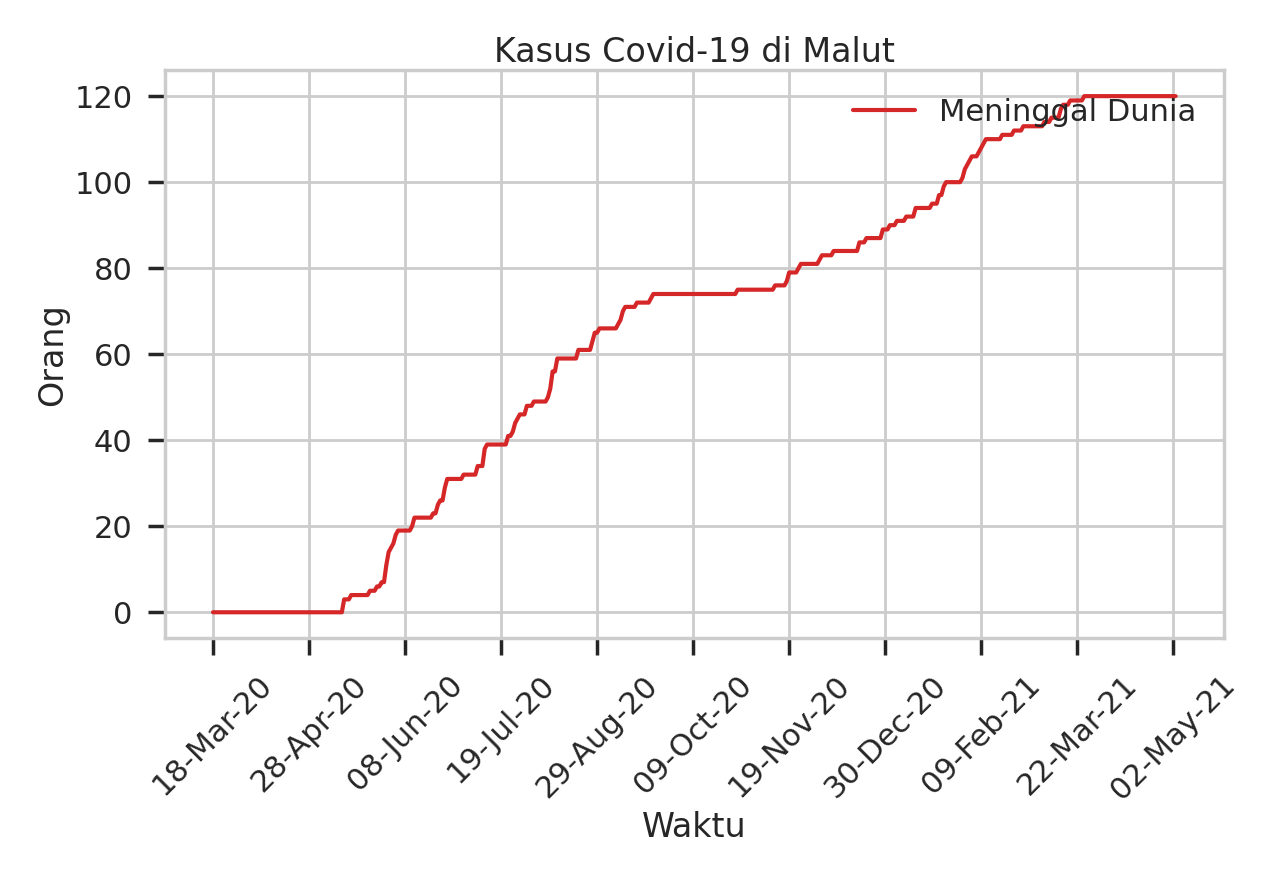 Kasus Covid-19 di Malut
Meninggal Dunia
Orang
120
100
80
60
40
20
0
18-Mar-20
28-Apr-20
08-Jun-20
19-Jul-20
29-Aug-20
09-Oct-20
19-Nov-20
30-Dec-20
09-Feb-21
22-Mar-21
02-May-21
Waktu